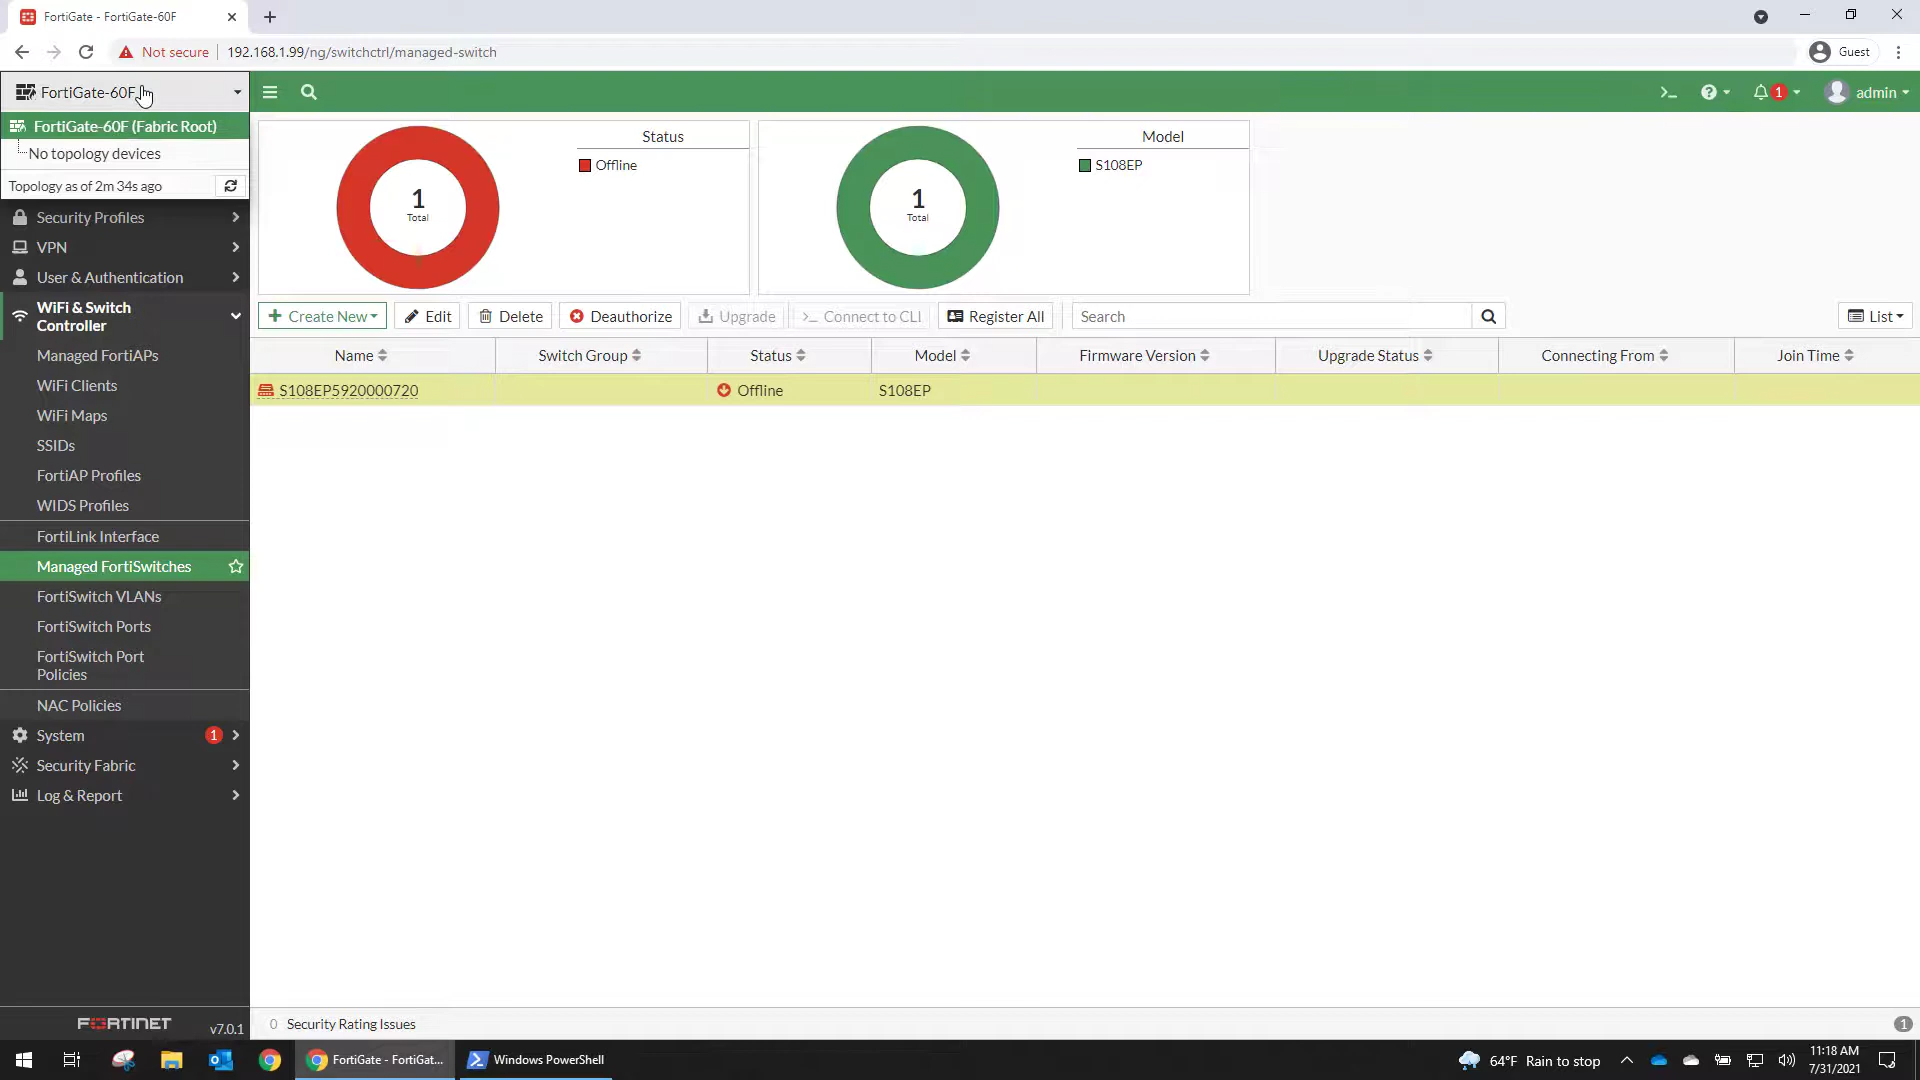 FortiGate - FortiGate-60F
Not secure
192.168.1.99/ng/switchctrl/managed-switch
Guest
FortiGate-60F
FortiGate-60F (Fabric Root)
No topology devices
Topology as of 2m 34s ago
Security Profiles
VPN
User & Authentication
WiFi & Switch
Controller
Managed FortiAPs
WiFi Clients
WiFi Maps
SSIDs
FortiAP Profiles
WIDS Profiles
FortiLink Interface
Managed FortiSwitches
FortiSwitch VLANs
FortiSwitch Ports
FortiSwitch Port
Policies
NAC Policies
System 1
Security Fabric
Log & Report
FORTINET v7.0.1
1 admin
Status
Offline
1
Total
Model
S108EP
1
Total
Create New Edit Delete Deauthorize Upgrade >_ Connect to CLI Register All Search List
Name Switch Group Status Model Firmware Version Upgrade Status Connecting From Join Time
S108EP5920000720 Offline S108EP
0 Security Rating Issues 1
FortiGate - FortiGat... Windows PowerShell
64°F Rain to stop
11:18 AM
7/31/2021